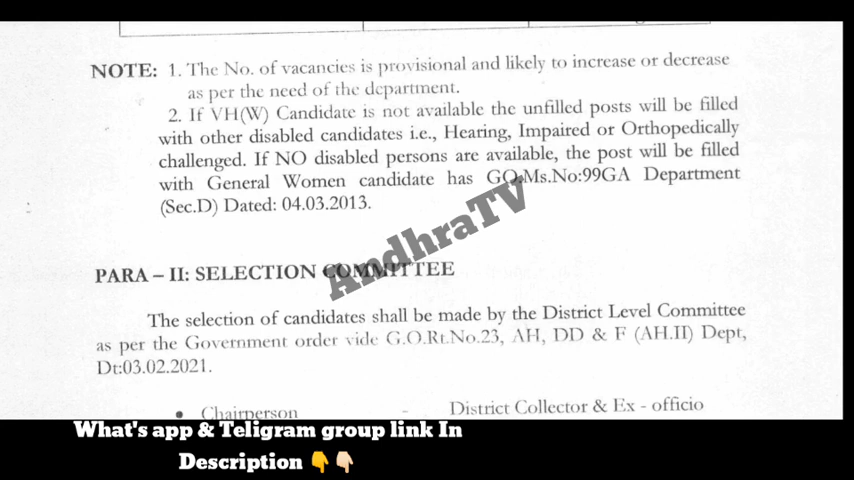 NOTE: 1. The No. of vacancies is provisional and likely to increase or decrease
as per the need of the department.
2. If VH(W) Candidate is not available the unfilled posts will be filled
with other disabled candidates i.e., Hearing, Impaired or Orthopedically
challenged. If NO disabled persons are available, the post will be filled
with General Women candidate has GO.Ms.No:99GA Department
(Sec.D) Dated: 04.03.2013.
AndhraTV
PARA – II: SELECTION COMMITTEE
The selection of candidates shall be made by the District Level Committee
as per the Government order vide G.O.Rt.No.23, AH, DD & F (AH.II) Dept,
Dt:03.02.2021.
• Chairperson - District Collector & Ex - officio
What's app & Teligram group link In
Description 👇👇🏻